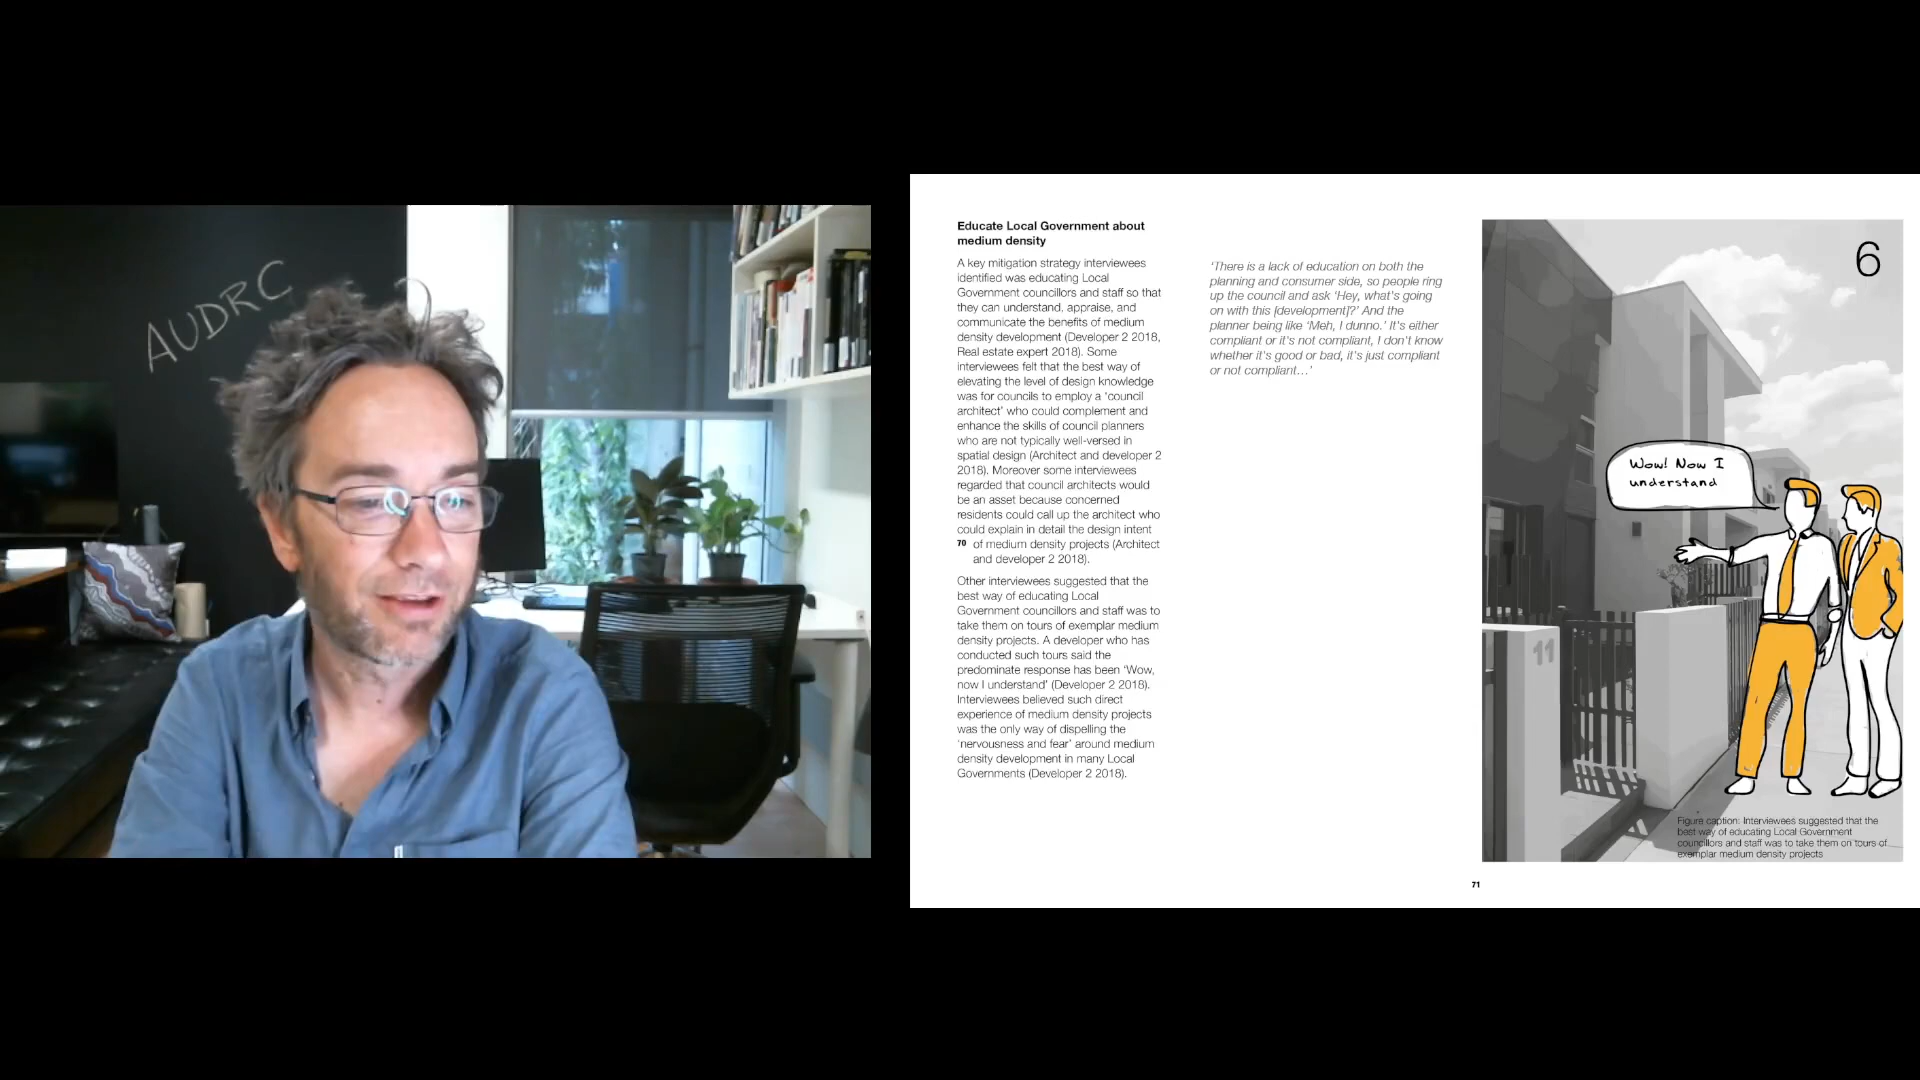 AUDRC
Educate Local Government about
medium density
A key mitigation strategy interviewees
identified was educating Local
Government councillors and staff so that
they can understand, appraise, and
communicate the benefits of medium
density development (Developer 2 2018,
Real estate expert 2018). Some
interviewees felt that the best way of
elevating the level of design knowledge
was for councils to employ a ‘council
architect’ who could complement and
enhance the skills of council planners
who are not typically well-versed in
spatial design (Architect and developer 2
2018). Moreover some interviewees
regarded that council architects would
be an asset because concerned
residents could call up the architect who
could explain in detail the design intent
70 of medium density projects (Architect
and developer 2 2018).
Other interviewees suggested that the
best way of educating Local
Government councillors and staff was to
take them on tours of exemplar medium
density projects. A developer who has
conducted such tours said the
predominate response has been ‘Wow,
now I understand’ (Developer 2 2018).
Interviewees believed such direct
experience of medium density projects
was the only way of dispelling the
‘nervousness and fear’ around medium
density development in many Local
Governments (Developer 2 2018).
‘There is a lack of education on both the
planning and consumer side, so people ring
up the council and ask ‘Hey, what's going
on with this [development]?’ And the
planner being like ‘Meh, I dunno.’ It's either
compliant or it's not compliant, I don't know
whether it's good or bad, it's just compliant
or not compliant…’
6
Wow! Now I
understand
11
Figure caption: Interviewees suggested that the
best way of educating Local Government
councillors and staff was to take them on tours of
exemplar medium density projects
71